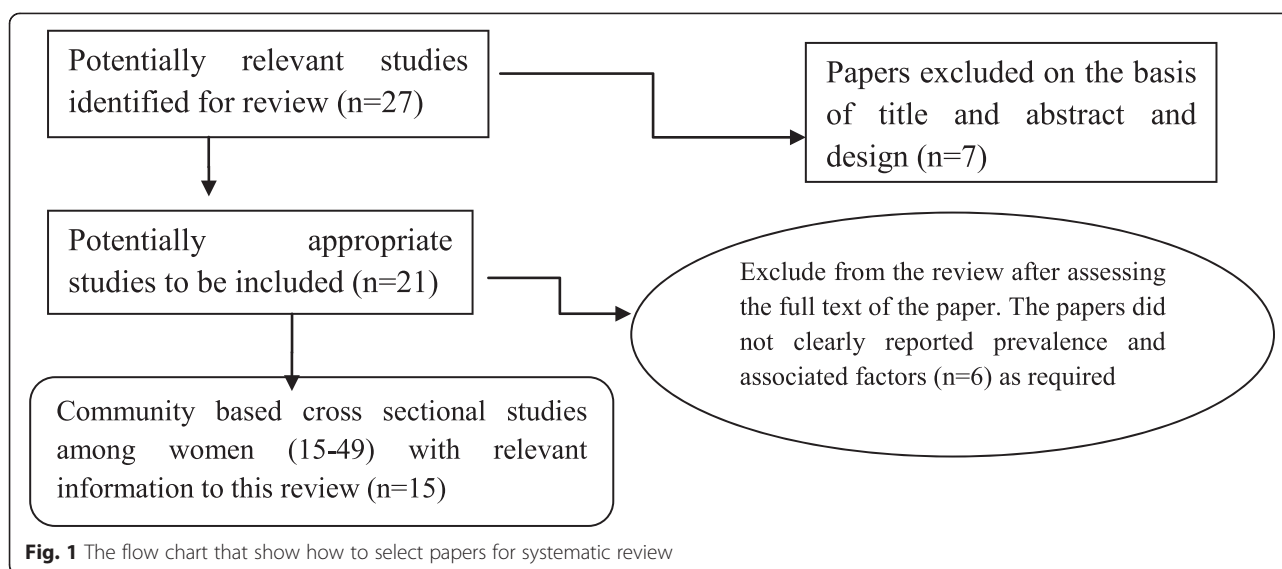 Potentially relevant studies
identified for review (n=27)
Papers excluded on the basis
of title and abstract and
design (n=7)
Potentially appropriate
studies to be included (n=21)
Exclude from the review after assessing
the full text of the paper. The papers did
not clearly reported prevalence and
associated factors (n=6) as required
Community based cross sectional studies
among women (15-49) with relevant
information to this review (n=15)
Fig. 1 The flow chart that show how to select papers for systematic review